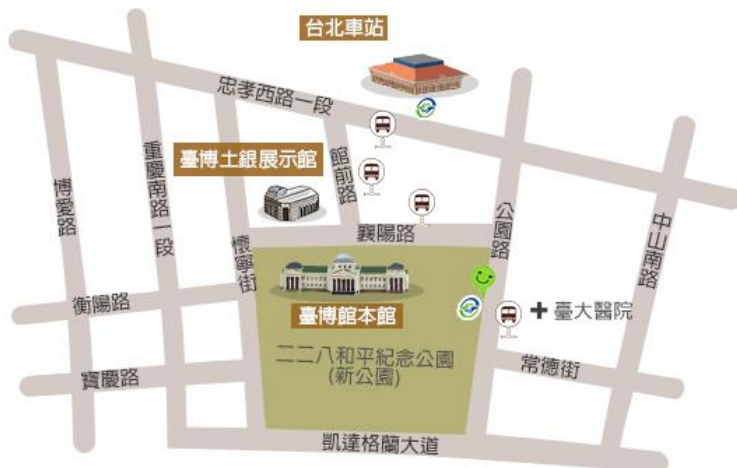 台北車站
忠孝西路一段
臺博土銀展示館
館前路
博愛路
重慶南路一段
懷寧街
襄陽路
公園路
中山南路
衡陽路
臺博館本館
臺大醫院
二二八和平紀念公園
(新公園)
寶慶路
常德街
凱達格蘭大道